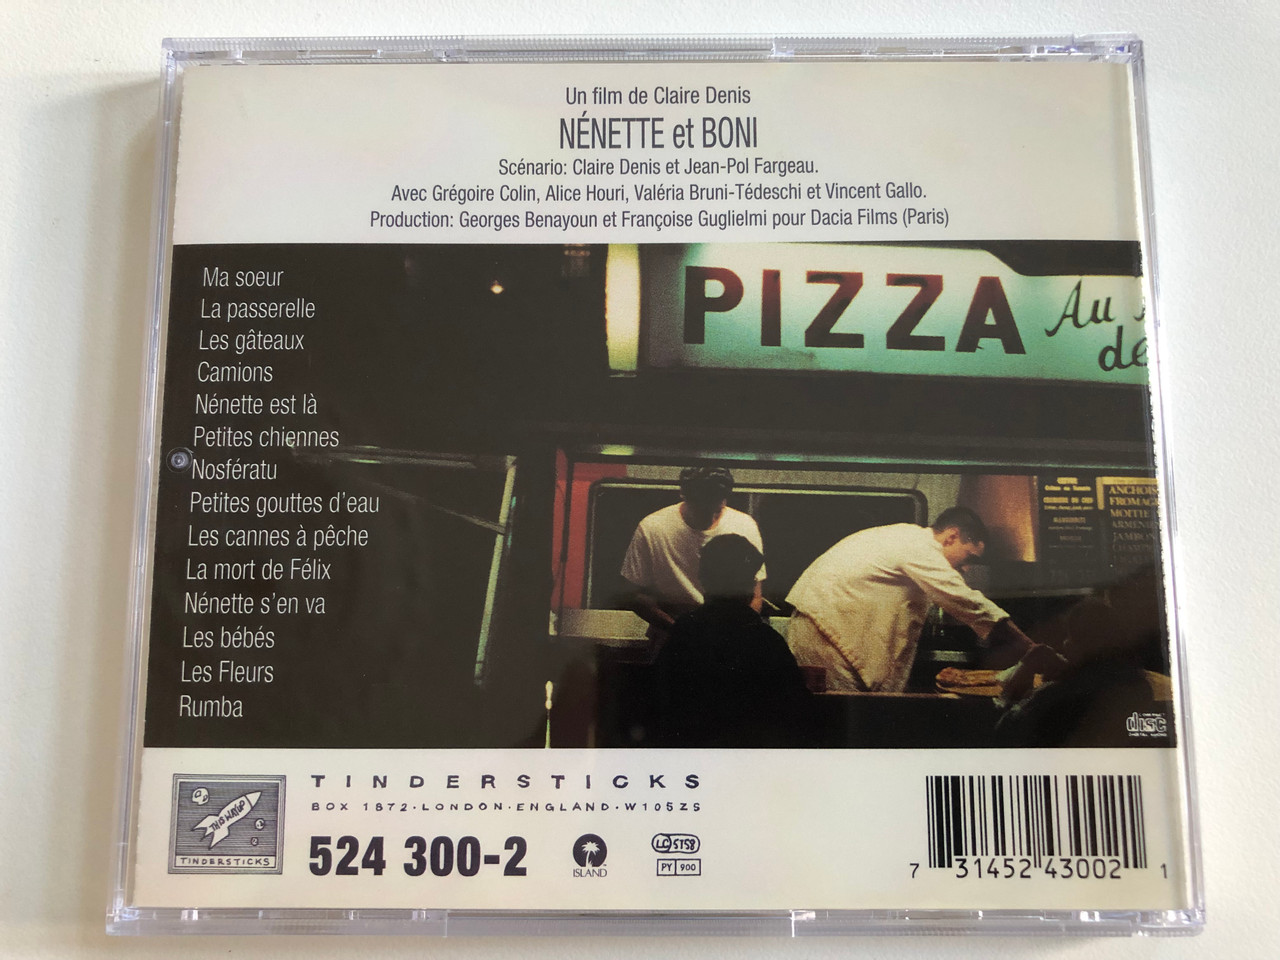 Un film de Claire Denis
NÉNETTE et BONI
Scénario: Claire Denis et Jean-Pol Fargeau.
Avec Grégoire Colin, Alice Houri, Valéria Bruni-Tédeschi et Vincent Gallo.
Production: Georges Benayoun et Françoise Guglielmi pour Dacia Films (Paris)
Ma soeur
La passerelle
Les gâteaux
Camions
Nénette est là
Petites chiennes
Nosfératu
Petites gouttes d'eau
Les cannes à pêche
La mort de Félix
Nénette s'en va
Les bébés
Les Fleurs
Rumba
PIZZA
Au
de
ANCHOIS
FROMAGE
MOITIE
ARMENIE
JAMBON
disc
THIS WAY UP
TINDERSTICKS
TINDERSTICKS
BOX 1872·LONDON·ENGLAND·W105ZS
524 300-2
ISLAND
LC 5758
PY 900
7 31452 43002 1